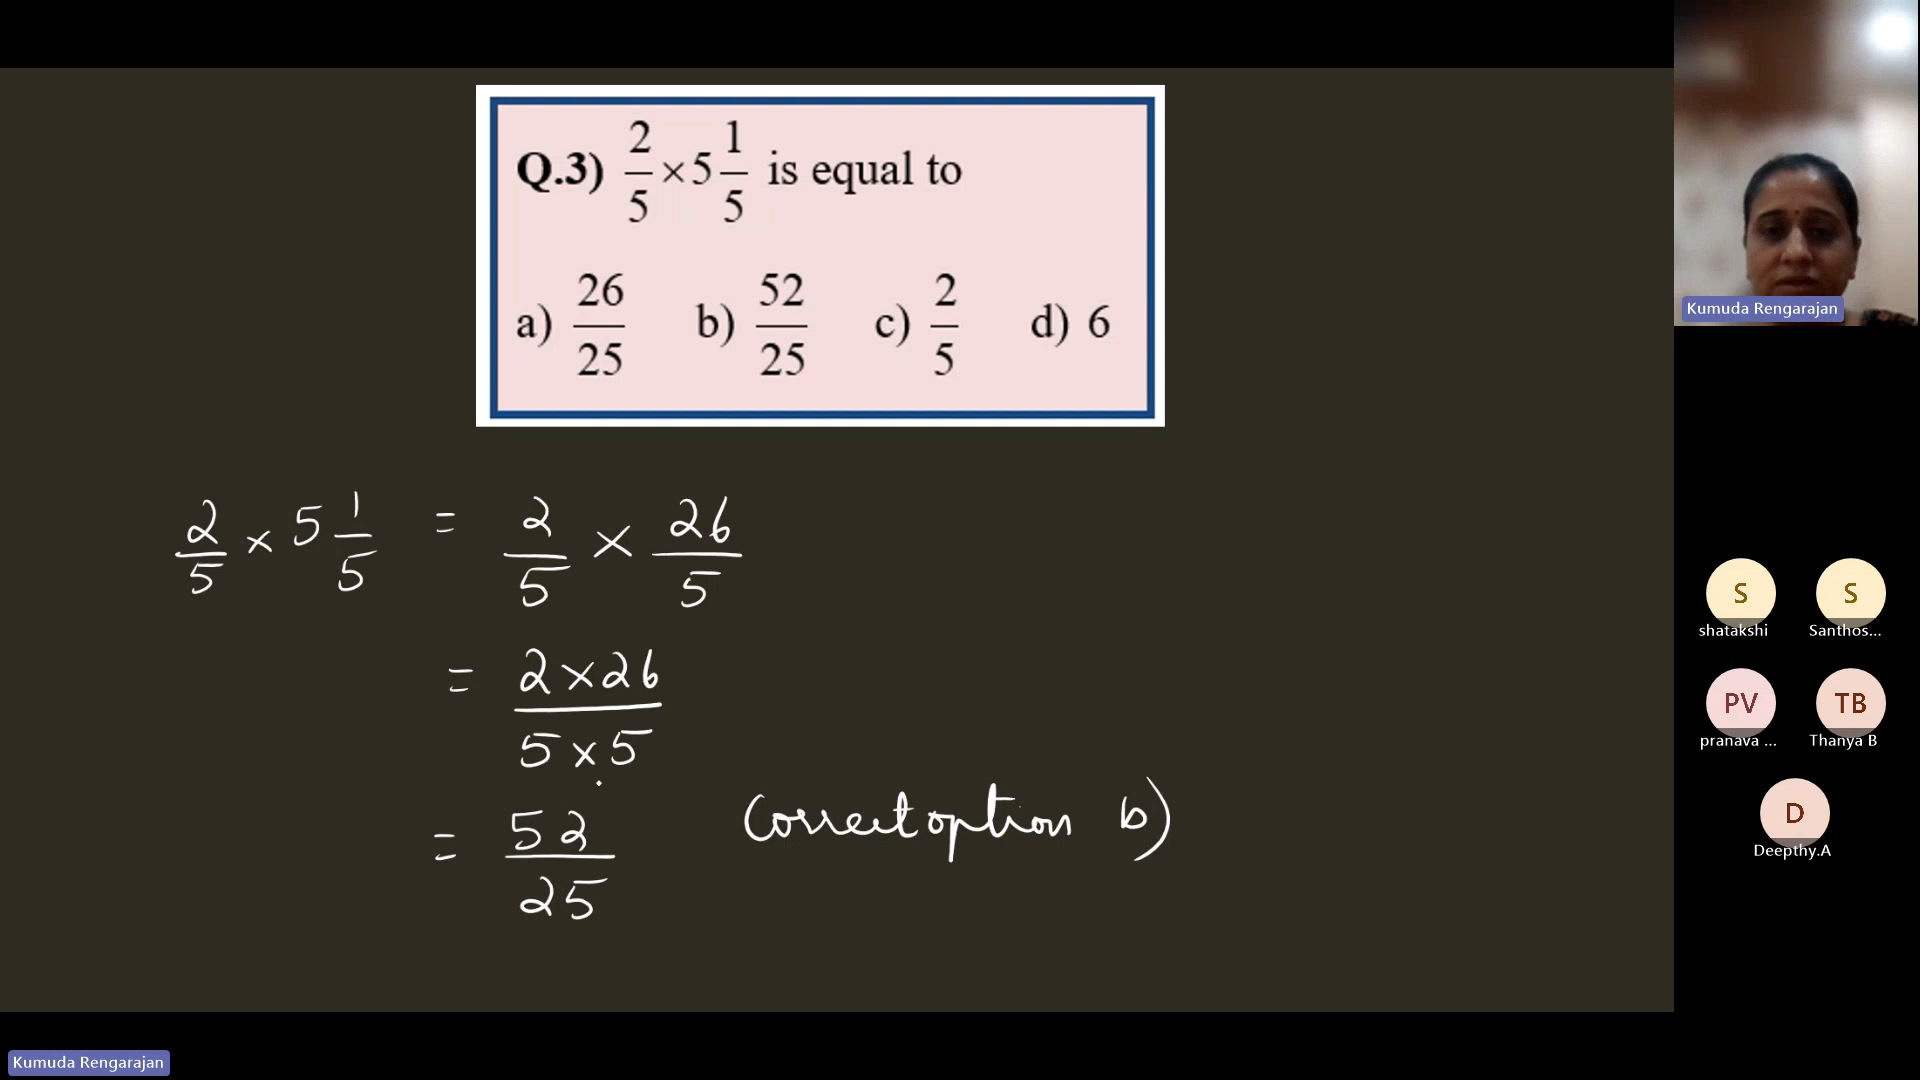 Q.3) 2/5 × 5 1/5 is equal to
a) 26/25 b) 52/25 c) 2/5 d) 6
2/5 × 5 1/5 = 2/5 × 26/5
= 2×26/5×5
= 52/25
Correct option b)
Kumuda Rengarajan
S
shatakshi
S
Santhos...
PV
pranava ...
TB
Thanya B
D
Deepthy.A
Kumuda Rengarajan